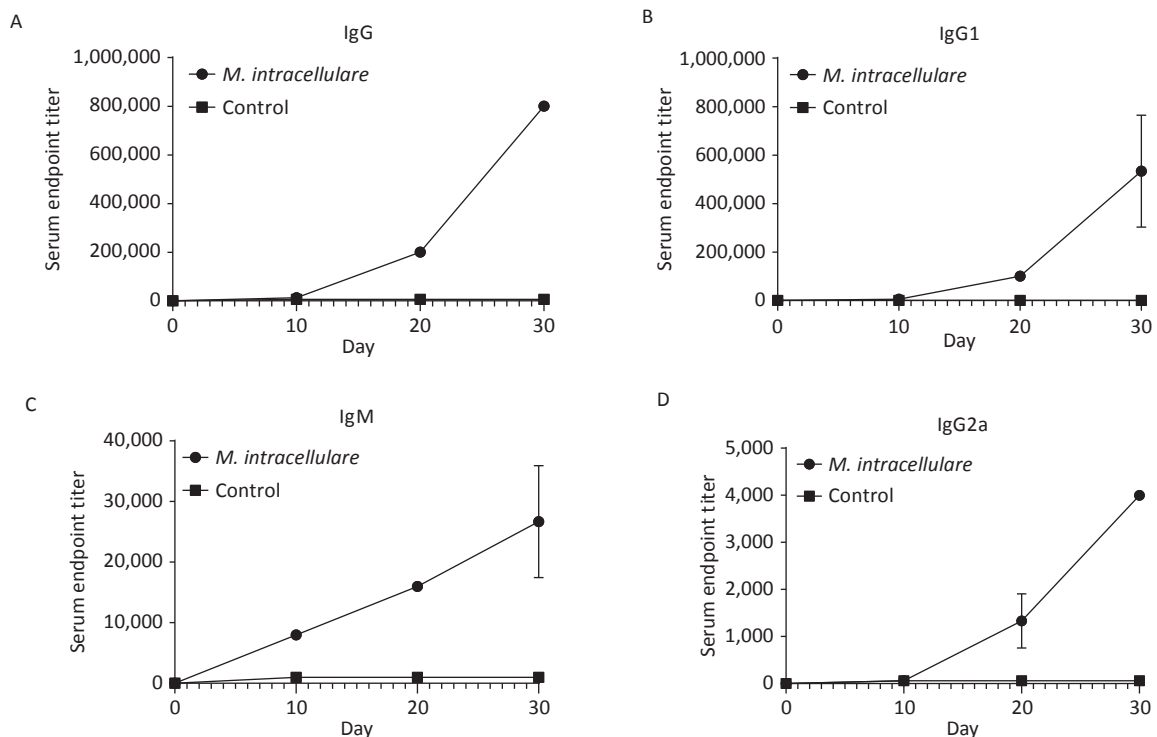 A
IgG
1,000,000
800,000
600,000
400,000
200,000
0
Serum endpoint titer
M. intracellulare
Control
0 10 20 30
Day
B
IgG1
1,000,000
800,000
600,000
400,000
200,000
0
Serum endpoint titer
M. intracellulare
Control
0 10 20 30
Day
C
IgM
40,000
30,000
20,000
10,000
0
Serum endpoint titer
M. intracellulare
Control
0 10 20 30
Day
D
IgG2a
5,000
4,000
3,000
2,000
1,000
0
Serum endpoint titer
M. intracellulare
Control
0 10 20 30
Day